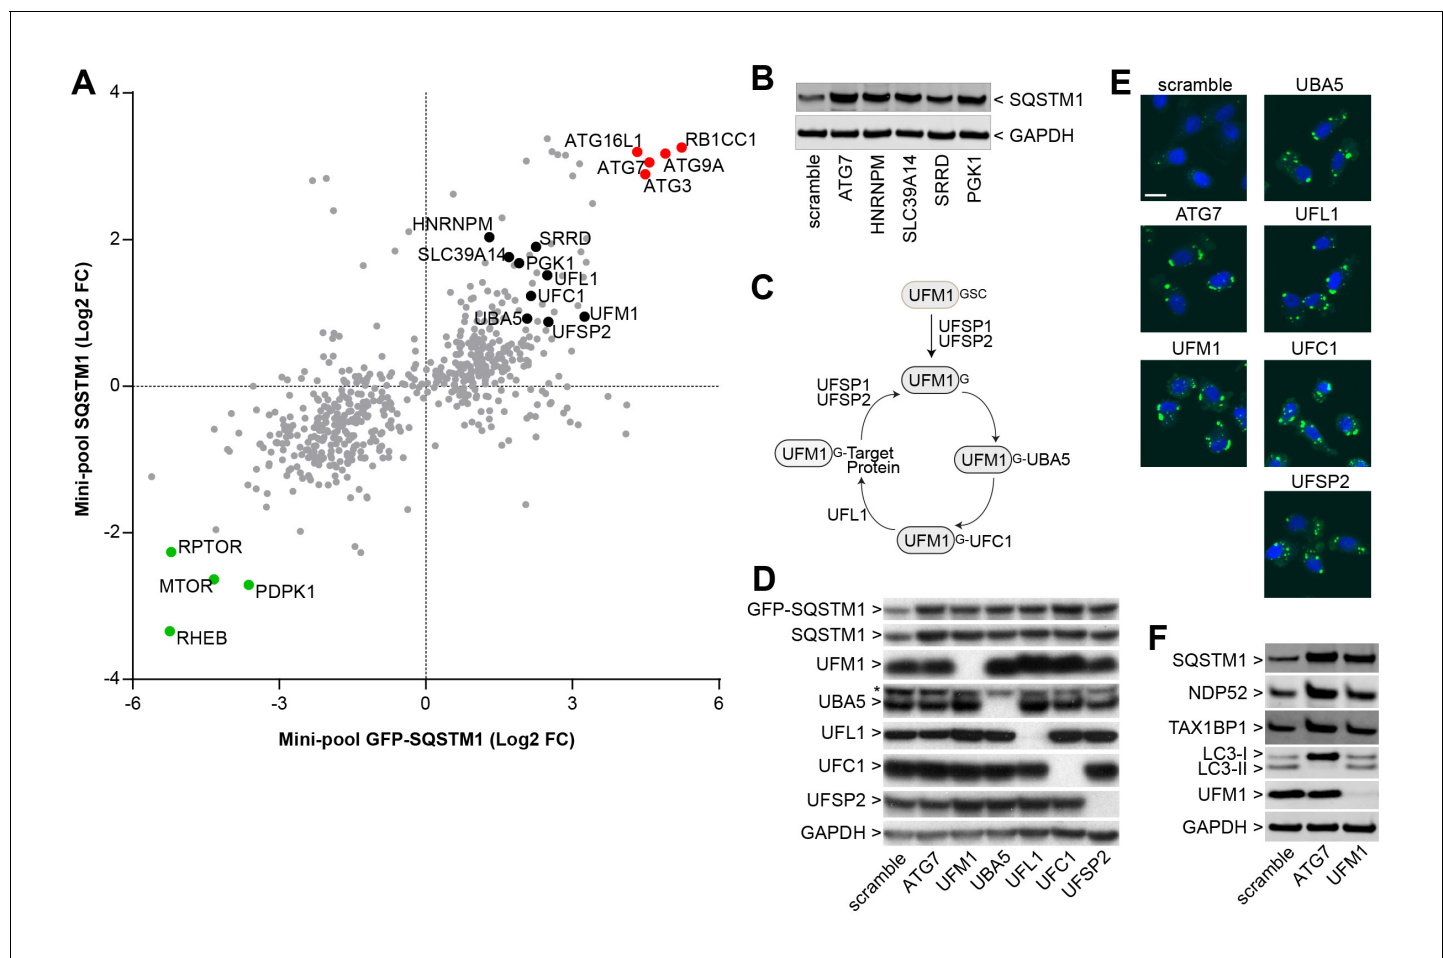 A
4
2
0
-2
-4
-6
-3
0
3
6
Mini-pool SQSTM1 (Log2 FC)
Mini-pool GFP-SQSTM1 (Log2 FC)
ATG16L1
RB1CC1
ATG7
ATG9A
ATG3
HNRNPM
SRRD
SLC39A14
PGK1
UFL1
UFC1
UBA5
UFM1
UFSP2
RPTOR
MTOR
PDPK1
RHEB
B
< SQSTM1
< GAPDH
scramble
ATG7
HNRNPM
SLC39A14
SRRD
PGK1
C
UFM1 GSC
UFSP1
UFSP2
UFM1 G
UFSP1
UFSP2
UFM1 G-Target
Protein
UFM1 G-UBA5
UFL1
UFM1 G-UFC1
D
GFP-SQSTM1 >
SQSTM1 >
UFM1 >
*
UBA5 >
UFL1 >
UFC1 >
UFSP2 >
GAPDH >
scramble
ATG7
UFM1
UBA5
UFL1
UFC1
UFSP2
E
scramble
UBA5
ATG7
UFL1
UFM1
UFC1
UFSP2
F
SQSTM1 >
NDP52 >
TAX1BP1 >
LC3-I >
LC3-II >
UFM1 >
GAPDH >
scramble
ATG7
UFM1